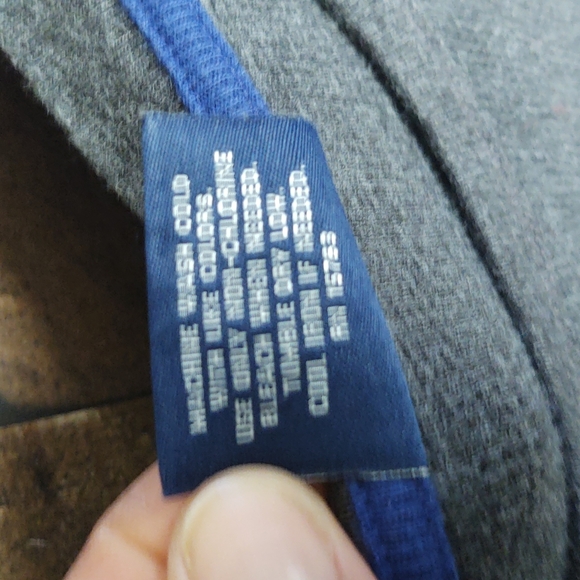 MACHINE WASH COLD
WITH LIKE COLORS.
USE ONLY NON-CHLORINE
BLEACH WHEN NEEDED.
TUMBLE DRY LOW.
COOL IRON IF NEEDED.
RN 15763